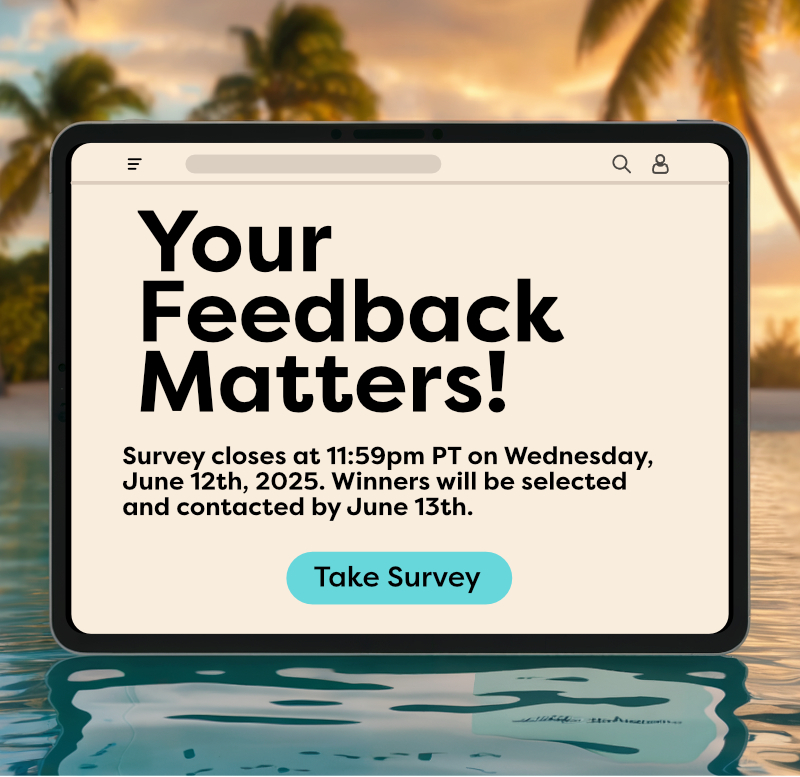 Your
Feedback
Matters!
Survey closes at 11:59pm PT on Wednesday,
June 12th, 2025. Winners will be selected
and contacted by June 13th.
Take Survey